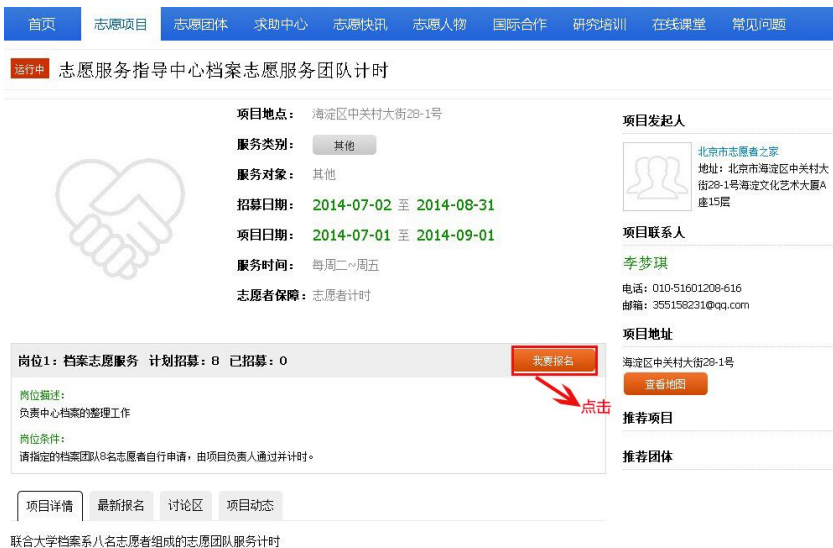 首页 志愿项目 志愿团体 求助中心 志愿快讯 志愿人物 国际合作 研究培训 在线课堂 常见问题
运行中 志愿服务指导中心档案志愿服务团队计时
项目地点： 海淀区中关村大街28-1号
服务类别： 其他
服务对象： 其他
招募日期： 2014-07-02 至 2014-08-31
项目日期： 2014-07-01 至 2014-09-01
服务时间： 每周二~周五
志愿者保障： 志愿者计时
项目发起人
北京市志愿者之家
地址：北京市海淀区中关村大
街28-1号海淀文化艺术大厦A
座15层
项目联系人
李梦琪
电话：010-51601208-616
邮箱：355158231@qq.com
项目地址
海淀区中关村大街28-1号
查看地图
推荐项目
推荐团体
岗位1：档案志愿服务 计划招募：8 已招募：0 我要报名
点击
岗位描述：
负责中心档案的整理工作
岗位条件：
请指定的档案团队8名志愿者自行申请，由项目负责人通过并计时。
项目详情 最新报名 讨论区 项目动态
联合大学档案系八名志愿者组成的志愿团队服务计时